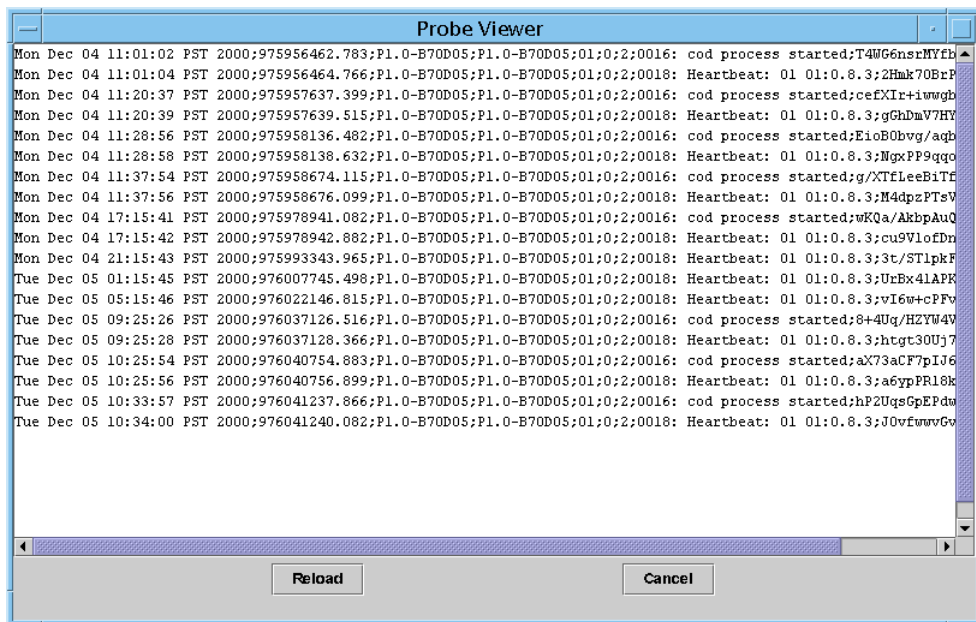 Probe Viewer
Mon Dec 04 11:01:02 PST 2000;975956462.783;P1.0-B70D05;P1.0-B70D05;01;0;2;0016: cod process started;T4WG6nsrMYfb
Mon Dec 04 11:01:04 PST 2000;975956464.766;P1.0-B70D05;P1.0-B70D05;01;0;2;0018: Heartbeat: 01 01:0.8.3;2Hmk70BrP
Mon Dec 04 11:20:37 PST 2000;975957637.399;P1.0-B70D05;P1.0-B70D05;01;0;2;0016: cod process started;cefXIr+iwwgb
Mon Dec 04 11:20:39 PST 2000;975957639.515;P1.0-B70D05;P1.0-B70D05;01;0;2;0018: Heartbeat: 01 01:0.8.3;gGhDmV7HY
Mon Dec 04 11:28:56 PST 2000;975958136.482;P1.0-B70D05;P1.0-B70D05;01;0;2;0016: cod process started;EioB0bvg/aqb
Mon Dec 04 11:28:58 PST 2000;975958138.632;P1.0-B70D05;P1.0-B70D05;01;0;2;0018: Heartbeat: 01 01:0.8.3;NgxPP9qqo
Mon Dec 04 11:37:54 PST 2000;975958674.115;P1.0-B70D05;P1.0-B70D05;01;0;2;0016: cod process started;g/XTfLeeBiTf
Mon Dec 04 11:37:56 PST 2000;975958676.099;P1.0-B70D05;P1.0-B70D05;01;0;2;0018: Heartbeat: 01 01:0.8.3;M4dpzPTsV
Mon Dec 04 17:15:41 PST 2000;975978941.082;P1.0-B70D05;P1.0-B70D05;01;0;2;0016: cod process started;wKQa/AkbpAuQ
Mon Dec 04 17:15:42 PST 2000;975978942.882;P1.0-B70D05;P1.0-B70D05;01;0;2;0018: Heartbeat: 01 01:0.8.3;cu9VlofDn
Mon Dec 04 21:15:43 PST 2000;975993343.965;P1.0-B70D05;P1.0-B70D05;01;0;2;0018: Heartbeat: 01 01:0.8.3;3t/STlpkF
Tue Dec 05 01:15:45 PST 2000;976007745.498;P1.0-B70D05;P1.0-B70D05;01;0;2;0018: Heartbeat: 01 01:0.8.3;UrBx41APK
Tue Dec 05 05:15:46 PST 2000;976022146.815;P1.0-B70D05;P1.0-B70D05;01;0;2;0018: Heartbeat: 01 01:0.8.3;vI6w+cPFv
Tue Dec 05 09:25:26 PST 2000;976037126.516;P1.0-B70D05;P1.0-B70D05;01;0;2;0016: cod process started;8+4Uq/HZYW4V
Tue Dec 05 09:25:28 PST 2000;976037128.366;P1.0-B70D05;P1.0-B70D05;01;0;2;0018: Heartbeat: 01 01:0.8.3;htgt30Uj7
Tue Dec 05 10:25:54 PST 2000;976040754.883;P1.0-B70D05;P1.0-B70D05;01;0;2;0016: cod process started;aX73aCF7pIJ6
Tue Dec 05 10:25:56 PST 2000;976040756.899;P1.0-B70D05;P1.0-B70D05;01;0;2;0018: Heartbeat: 01 01:0.8.3;a6ypPR18k
Tue Dec 05 10:33:57 PST 2000;976041237.866;P1.0-B70D05;P1.0-B70D05;01;0;2;0016: cod process started;hP2UqsGpEPdw
Tue Dec 05 10:34:00 PST 2000;976041240.082;P1.0-B70D05;P1.0-B70D05;01;0;2;0018: Heartbeat: 01 01:0.8.3;J0vfwwvGv
Reload
Cancel